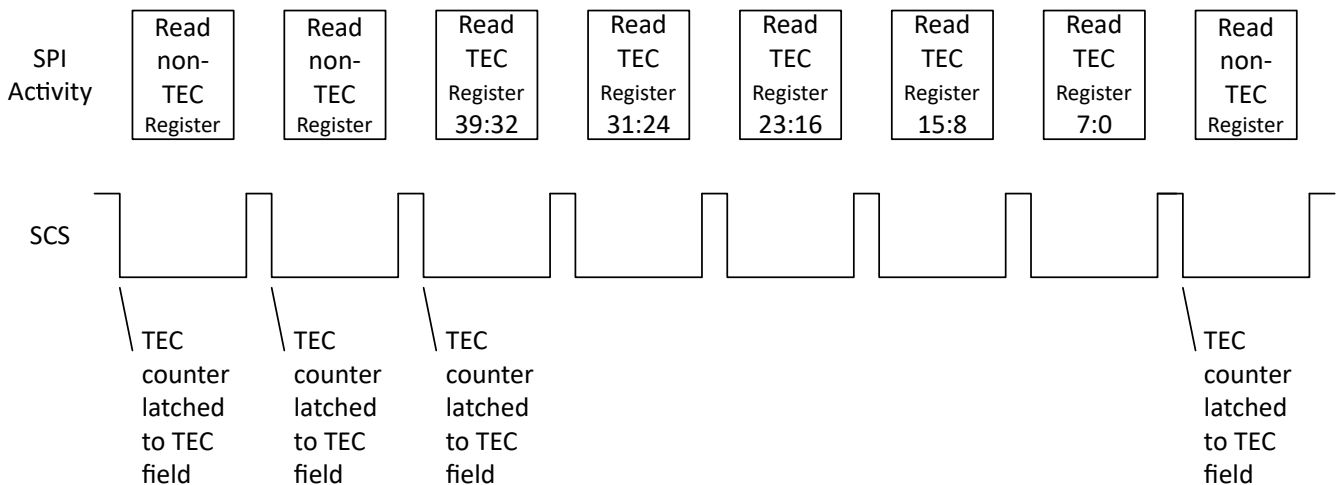 SPI
Activity
Read
non-
TEC
Register
Read
non-
TEC
Register
Read
TEC
Register
39:32
Read
TEC
Register
31:24
Read
TEC
Register
23:16
Read
TEC
Register
15:8
Read
TEC
Register
7:0
Read
non-
TEC
Register
SCS
TEC
counter
latched
to TEC
field
TEC
counter
latched
to TEC
field
TEC
counter
latched
to TEC
field
TEC
counter
latched
to TEC
field